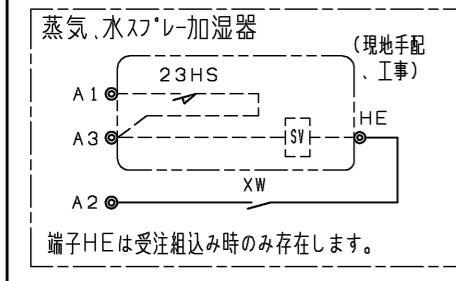 蒸気、水スプレー加湿器
(現地手配
、工事)
23HS
A1
A3
SV
HE
XW
A2
端子HEは受注組込み時のみ存在します。